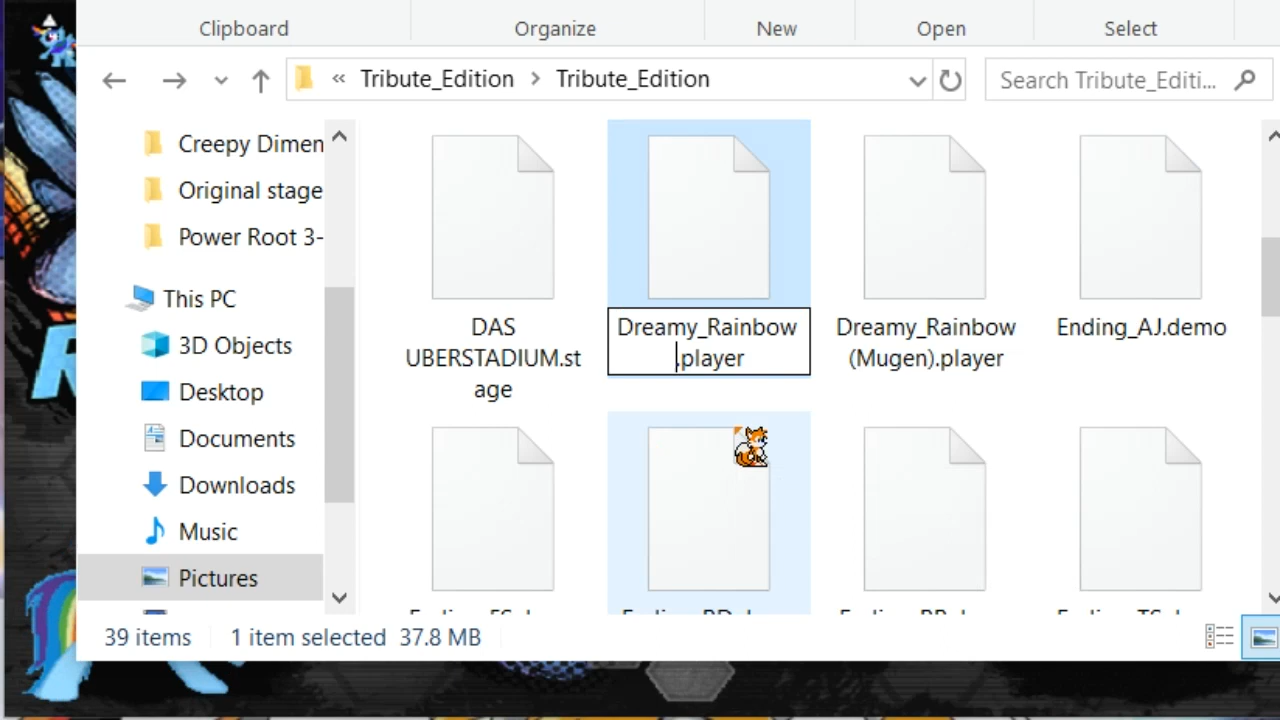 Clipboard
Organize
New
Open
Select
« Tribute_Edition > Tribute_Edition
Search Tribute_Editi...
Creepy Dimen
Original stage
Power Root 3-
This PC
3D Objects
Desktop
Documents
Downloads
Music
Pictures
DAS
UBERSTADIUM.st
age
Dreamy_Rainbow
.player
Dreamy_Rainbow
(Mugen).player
Ending_AJ.demo
39 items
1 item selected 37.8 MB